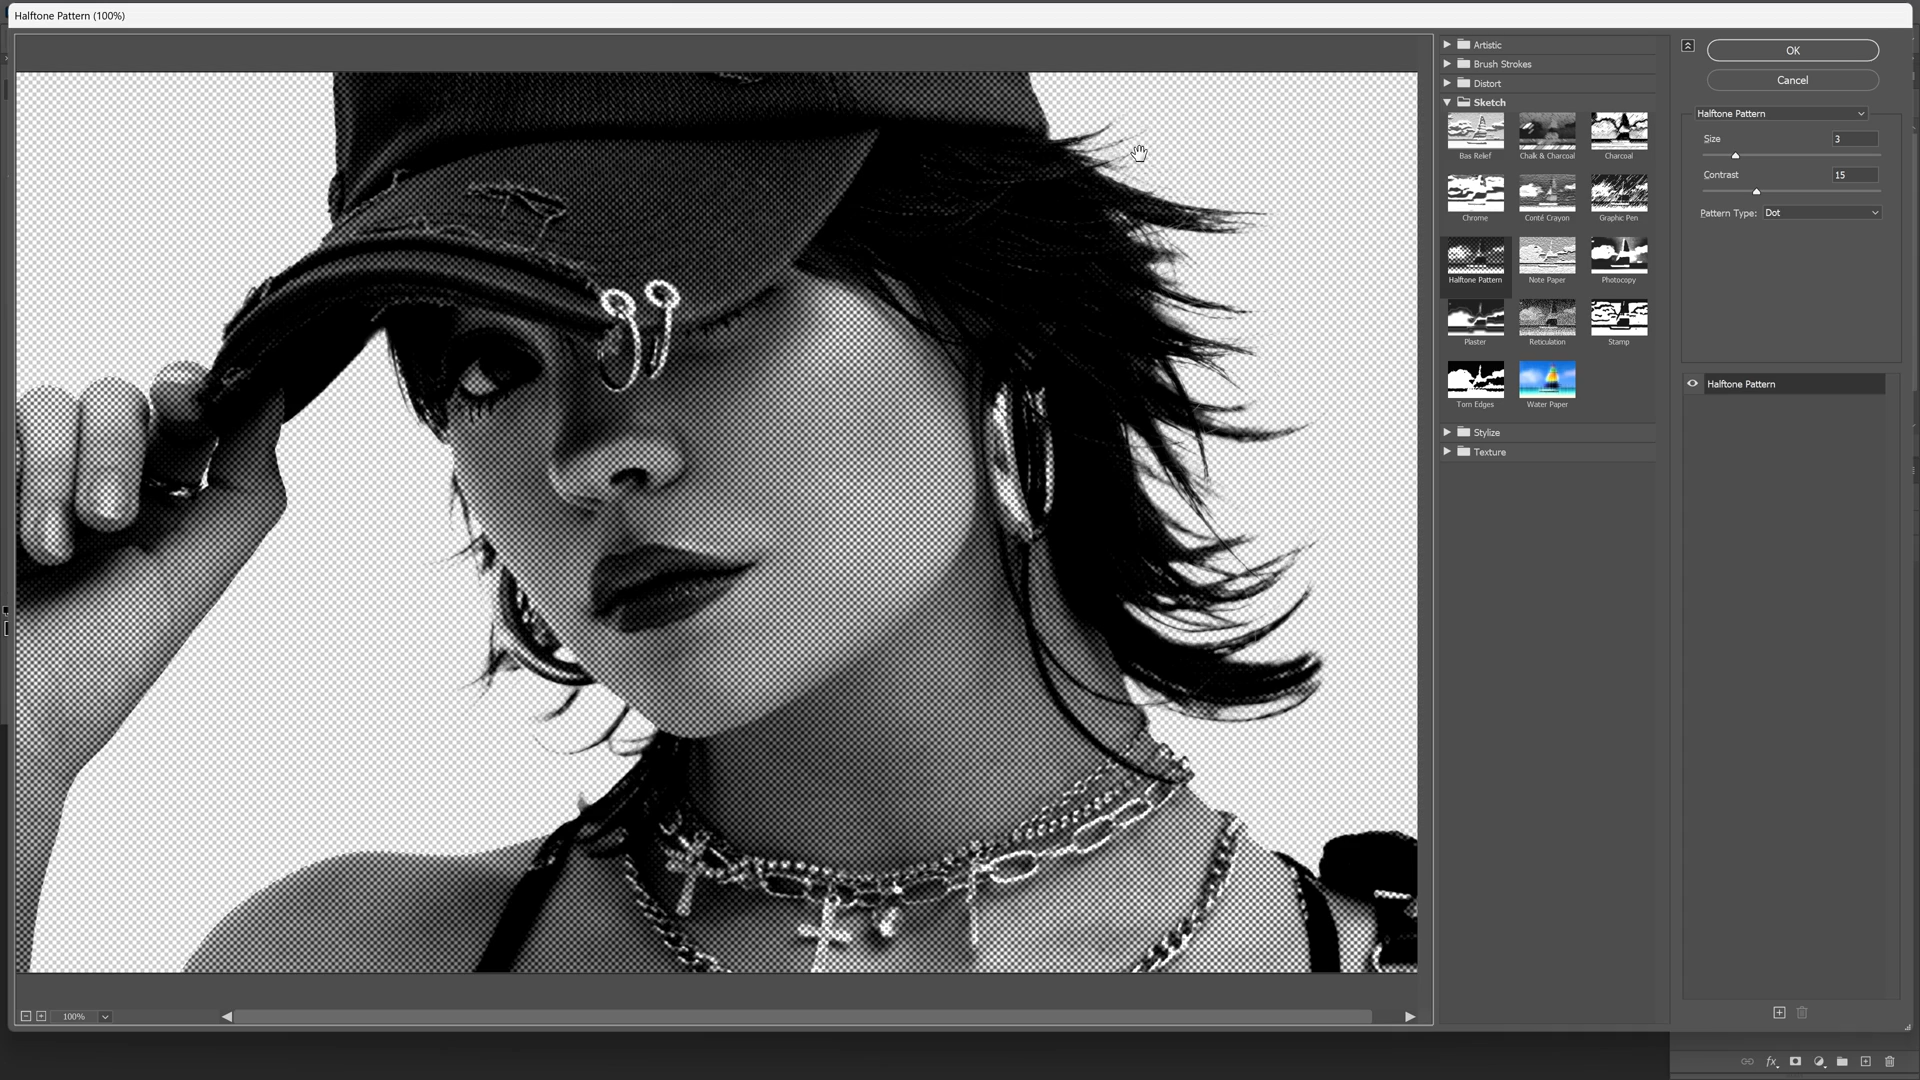 Halftone Pattern (100%)
Artistic
Brush Strokes
Distort
Sketch
Bas Relief
Chalk & Charcoal
Charcoal
Chrome
Conté Crayon
Graphic Pen
Halftone Pattern
Note Paper
Photocopy
Plaster
Reticulation
Stamp
Torn Edges
Water Paper
Stylize
Texture
OK
Cancel
Halftone Pattern
Size
3
Contrast
15
Pattern Type: Dot
Halftone Pattern
100%
fx